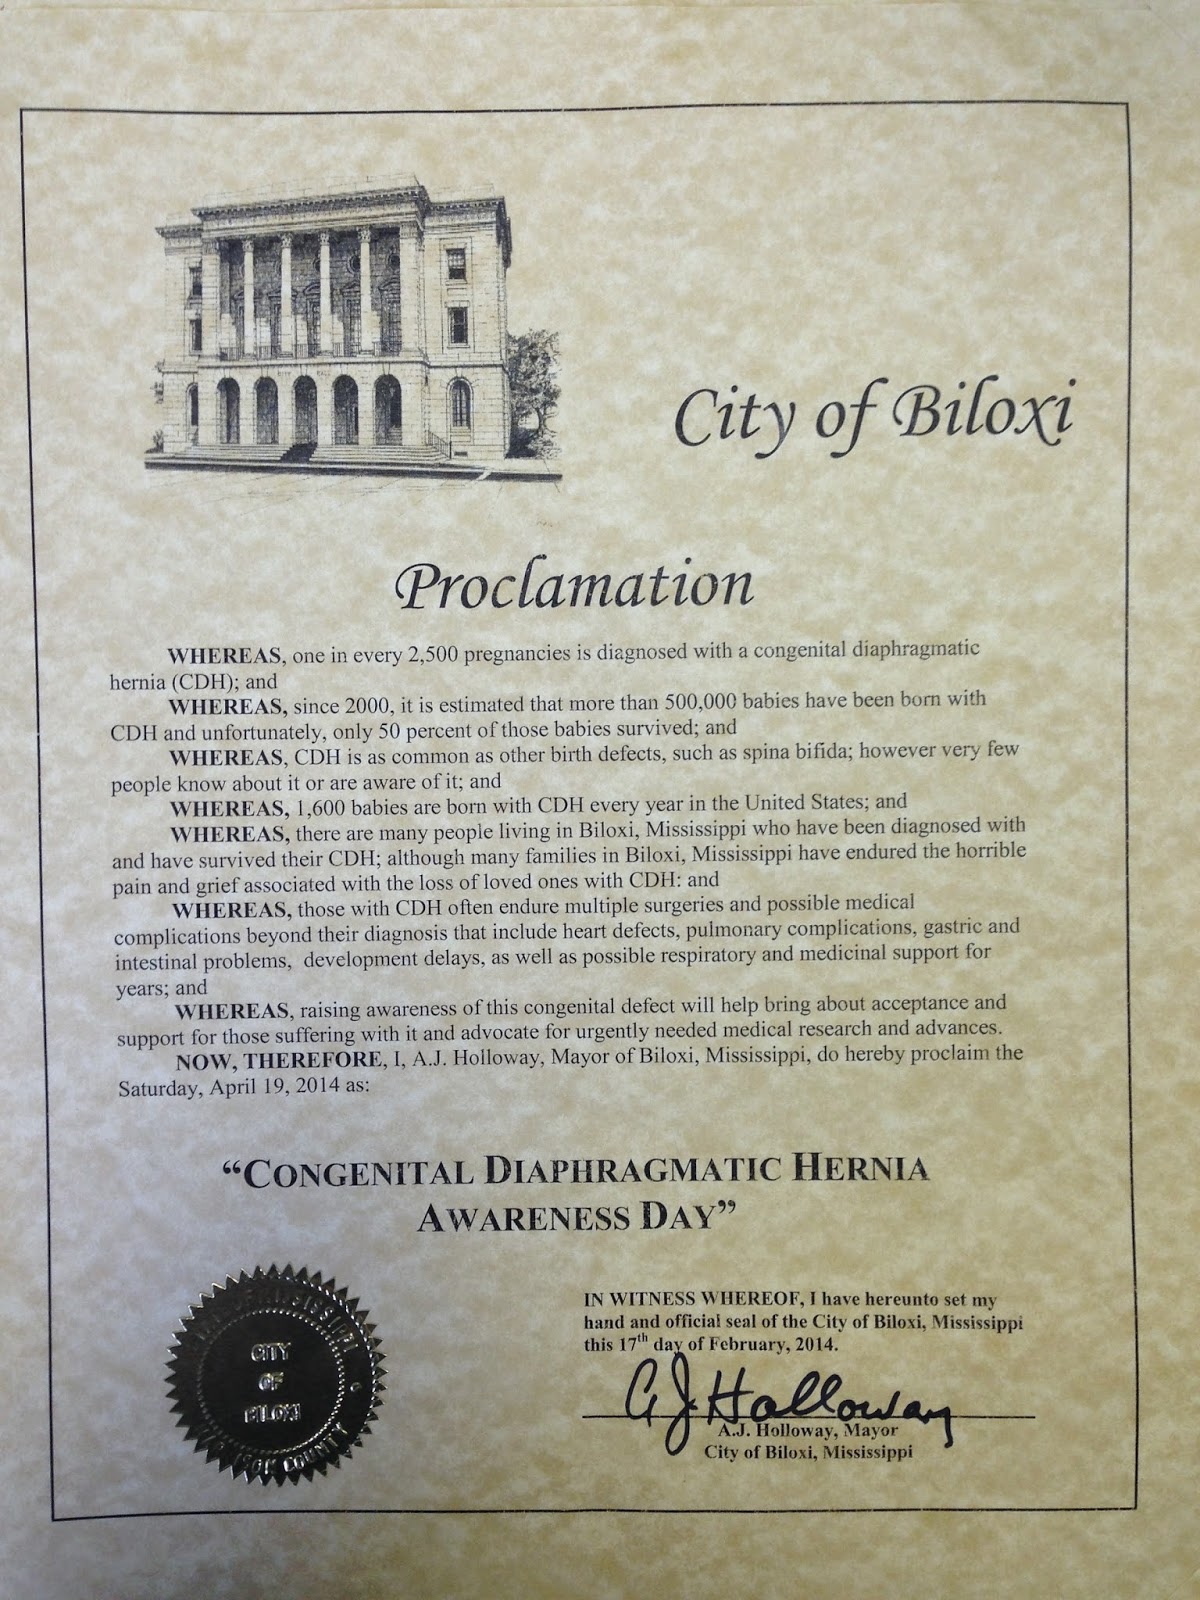 City of Biloxi
Proclamation
WHEREAS, one in every 2,500 pregnancies is diagnosed with a congenital diaphragmatic
hernia (CDH); and
WHEREAS, since 2000, it is estimated that more than 500,000 babies have been born with
CDH and unfortunately, only 50 percent of those babies survived; and
WHEREAS, CDH is as common as other birth defects, such as spina bifida; however very few
people know about it or are aware of it; and
WHEREAS, 1,600 babies are born with CDH every year in the United States; and
WHEREAS, there are many people living in Biloxi, Mississippi who have been diagnosed with
and have survived their CDH; although many families in Biloxi, Mississippi have endured the horrible
pain and grief associated with the loss of loved ones with CDH: and
WHEREAS, those with CDH often endure multiple surgeries and possible medical
complications beyond their diagnosis that include heart defects, pulmonary complications, gastric and
intestinal problems, development delays, as well as possible respiratory and medicinal support for
years; and
WHEREAS, raising awareness of this congenital defect will help bring about acceptance and
support for those suffering with it and advocate for urgently needed medical research and advances.
NOW, THEREFORE, I, A.J. Holloway, Mayor of Biloxi, Mississippi, do hereby proclaim the
Saturday, April 19, 2014 as:
“CONGENITAL DIAPHRAGMATIC HERNIA
AWARENESS DAY”
IN WITNESS WHEREOF, I have hereunto set my
hand and official seal of the City of Biloxi, Mississippi
this 17th day of February, 2014.
A J Holloway
A.J. Holloway, Mayor
City of Biloxi, Mississippi
MISSISSIPPI
CITY
OF
BILOXI
COUNTY